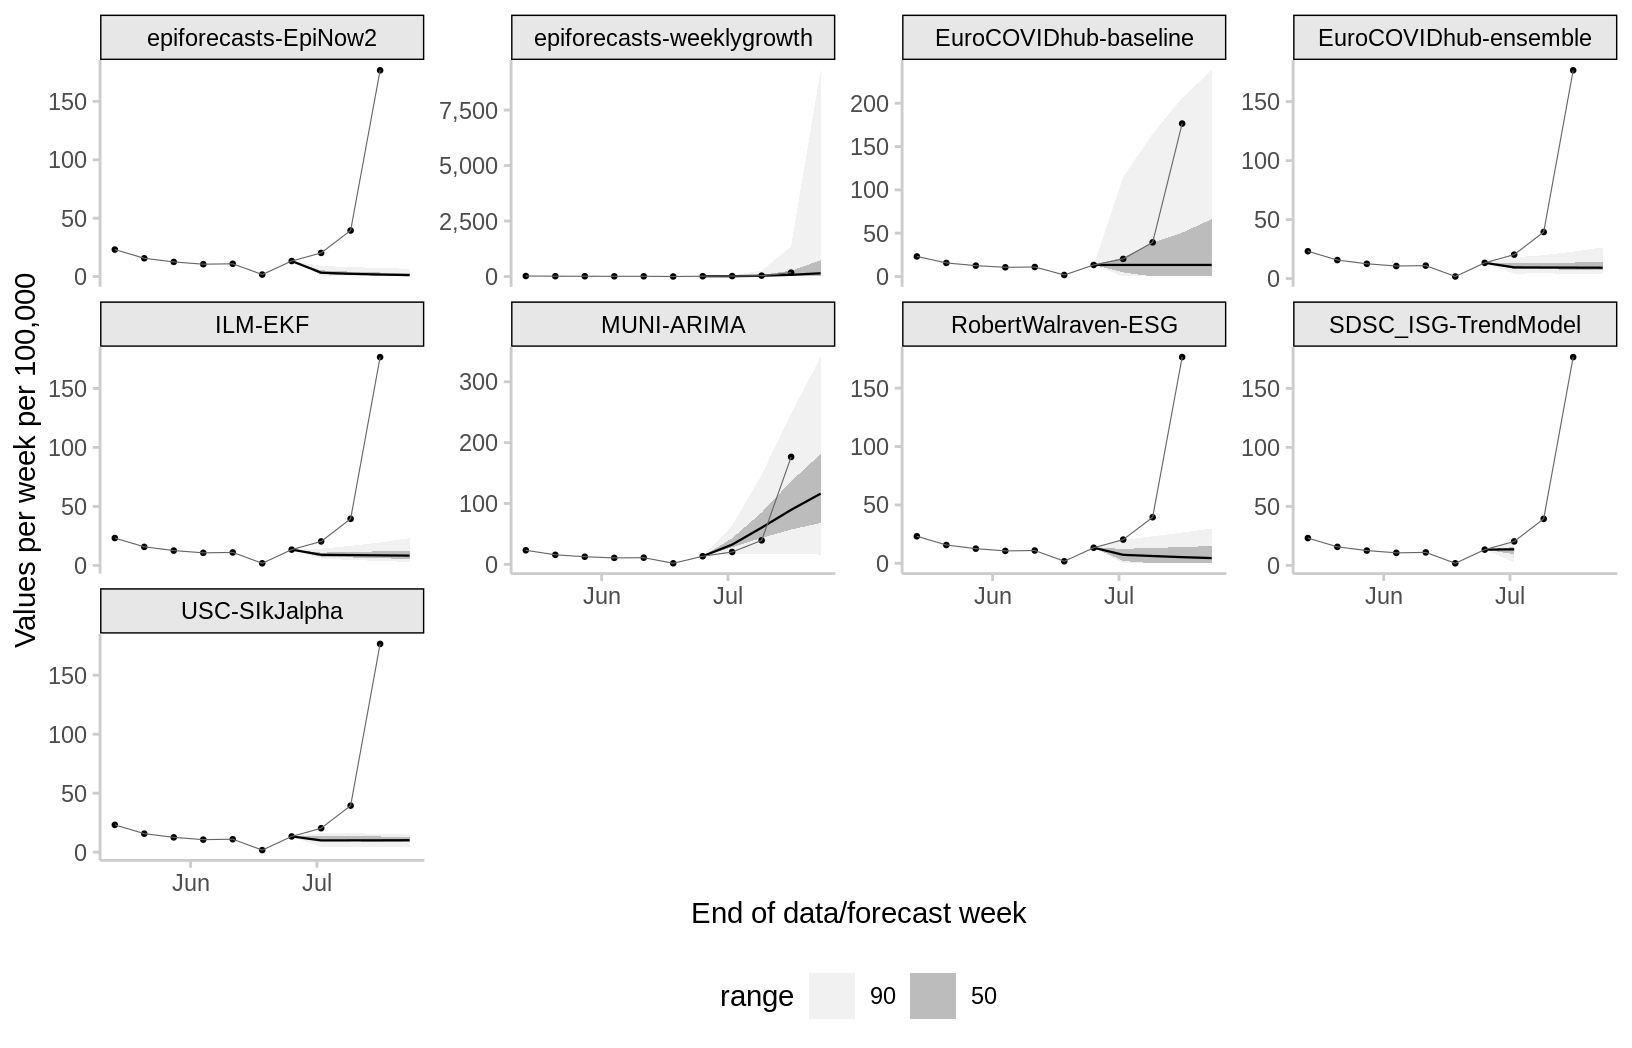 epiforecasts-EpiNow2
epiforecasts-weeklygrowth
EuroCOVIDhub-baseline
EuroCOVIDhub-ensemble
150
100
50
0
7,500
5,000
2,500
0
200
150
100
50
0
150
100
50
0
ILM-EKF
MUNI-ARIMA
RobertWalraven-ESG
SDSC_ISG-TrendModel
150
100
50
0
300
200
100
0
Jun
Jul
150
100
50
0
Jun
Jul
150
100
50
0
Jun
Jul
USC-SIkJalpha
150
100
50
0
Jun
Jul
Values per week per 100,000
End of data/forecast week
range
90
50